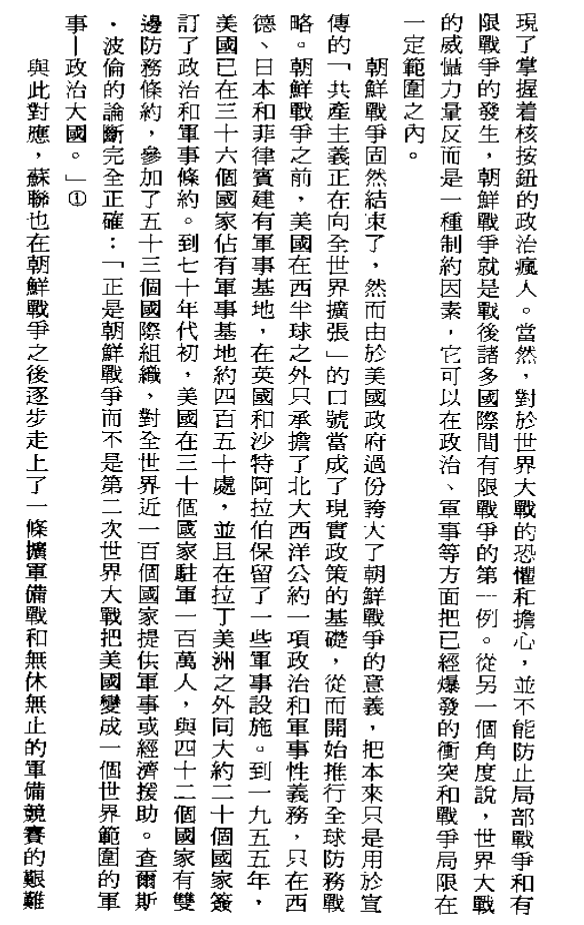 現了掌握着核按鈕的政治瘋人。當然，對於世界大戰的恐懼和擔心，並不能防止局部戰爭和有
限戰爭的發生，朝鮮戰爭就是戰後諸多國際間有限戰爭的第一例。從另一個角度說，世界大戰
的威懾力量反而是一種制約因素，它可以在政治、軍事等方面把已經爆發的衝突和戰爭局限在
一定範圍之內。
朝鮮戰爭固然結束了，然而由於美國政府過份誇大了朝鮮戰爭的意義，把本來只是用於宣
傳的「共產主義正在向全世界擴張」的口號當成了現實政策的基礎，從而開始推行全球防務戰
略。朝鮮戰爭之前，美國在西半球之外只承擔了北大西洋公約一項政治和軍事性義務，只在西
德、日本和菲律賓建有軍事基地，在英國和沙特阿拉伯保留了一些軍事設施。到一九五五年，
美國已在三十六個國家佔有軍事基地約四百五十處，並且在拉丁美洲之外同大約二十個國家簽
訂了政治和軍事條約。到七十年代初，美國在三十個國家駐軍一百萬人，與四十二個國家有雙
邊防務條約，參加了五十三個國際組織，對全世界近一百個國家提供軍事或經濟援助。查爾斯
·波倫的論斷完全正確：「正是朝鮮戰爭而不是第二次世界大戰把美國變成一個世界範圍的軍
事—政治大國。」①
與此對應，蘇聯也在朝鮮戰爭之後逐步走上了一條擴軍備戰和無休無止的軍備競賽的艱難